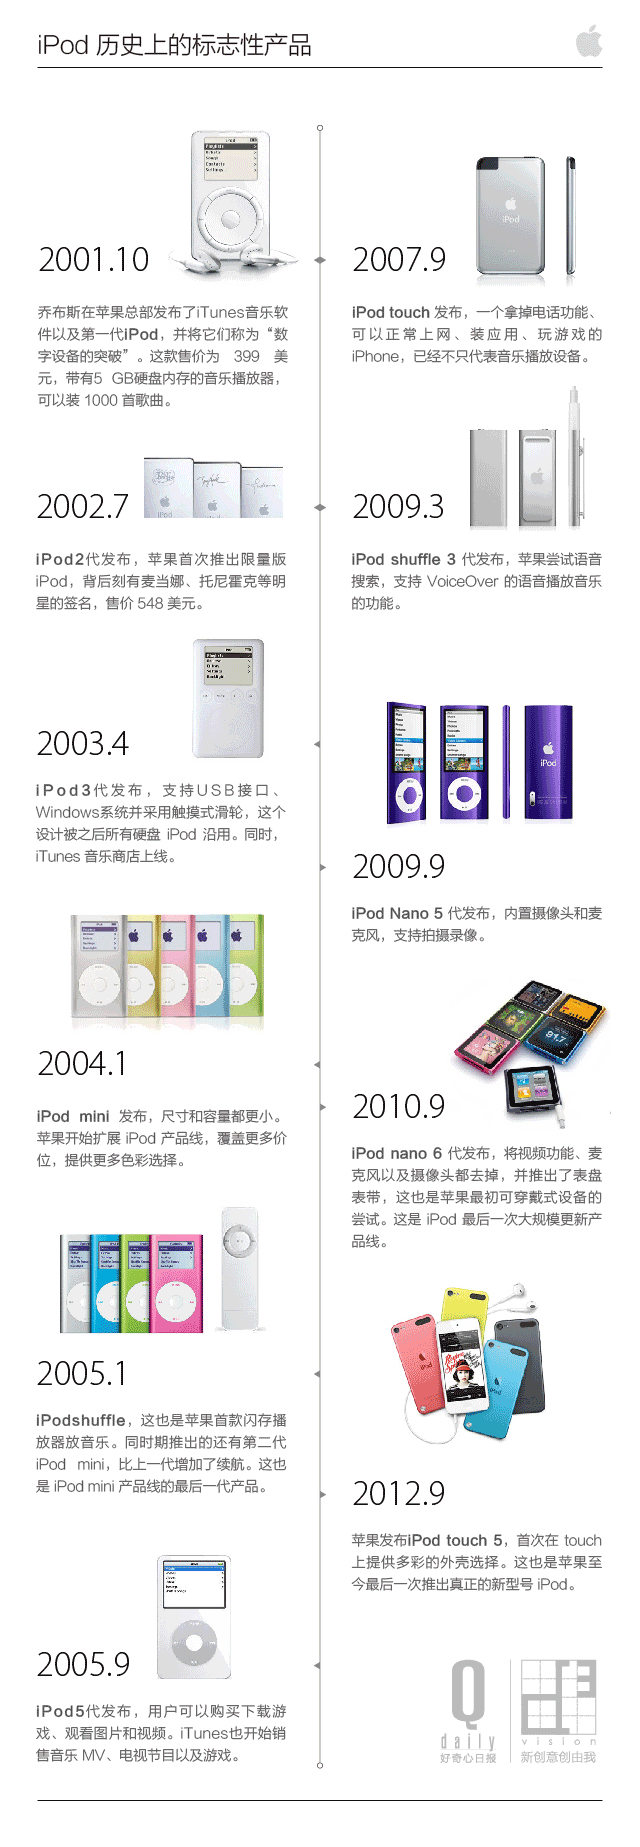 iPod 历史上的标志性产品
2001.10
乔布斯在苹果总部发布了iTunes音乐软
件以及第一代iPod，并将它们称为“数
字设备的突破”。这款售价为 399 美
元，带有5 GB硬盘内存的音乐播放器，
可以装 1000 首歌曲。
2002.7
iPod2代发布，苹果首次推出限量版
iPod，背后刻有麦当娜、托尼霍克等明
星的签名，售价 548 美元。
2003.4
iPod3代发布，支持USB接口、
Windows系统并采用触摸式滑轮，这个
设计被之后所有硬盘 iPod 沿用。同时，
iTunes 音乐商店上线。
2004.1
iPod mini 发布，尺寸和容量都更小。
苹果开始扩展 iPod 产品线，覆盖更多价
位，提供更多色彩选择。
2005.1
iPodshuffle，这也是苹果首款闪存播
放器放音乐。同时期推出的还有第二代
iPod mini，比上一代增加了续航。这也
是 iPod mini 产品线的最后一代产品。
2005.9
iPod5代发布，用户可以购买下载游
戏、观看图片和视频。iTunes也开始销
售音乐 MV、电视节目以及游戏。
2007.9
iPod touch 发布，一个拿掉电话功能、
可以正常上网、装应用、玩游戏的
iPhone，已经不只代表音乐播放设备。
2009.3
iPod shuffle 3 代发布，苹果尝试语音
搜索，支持 VoiceOver 的语音播放音乐
的功能。
2009.9
iPod Nano 5 代发布，内置摄像头和麦
克风，支持拍摄录像。
2010.9
iPod nano 6 代发布，将视频功能、麦
克风以及摄像头都去掉，并推出了表盘
表带，这也是苹果最初可穿戴式设备的
尝试。这是 iPod 最后一次大规模更新产
品线。
2012.9
苹果发布iPod touch 5，首次在 touch
上提供多彩的外壳选择。这也是苹果至
今最后一次推出真正的新型号 iPod。
Q
daily
好奇心日报
vision
新创意创由我